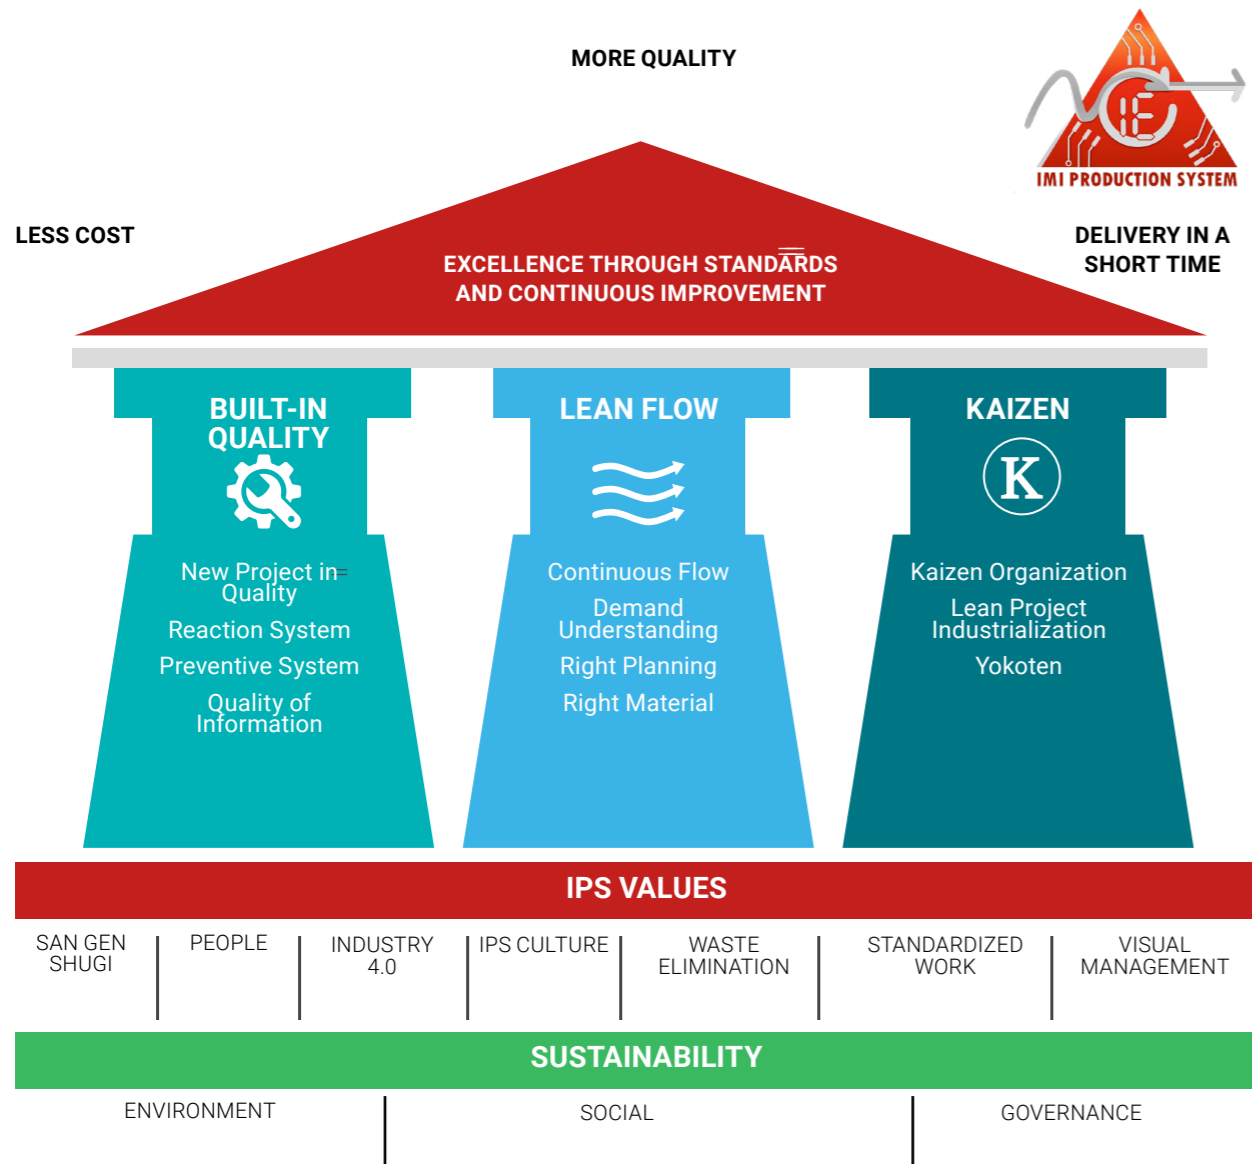 MORE QUALITY
IE
IMI PRODUCTION SYSTEM
LESS COST
DELIVERY IN A
SHORT TIME
EXCELLENCE THROUGH STANDARDS
AND CONTINUOUS IMPROVEMENT
BUILT-IN
QUALITY
New Project in
Quality
Reaction System
Preventive System
Quality of
Information
LEAN FLOW
Continuous Flow
Demand
Understanding
Right Planning
Right Material
KAIZEN
K
Kaizen Organization
Lean Project
Industrialization
Yokoten
IPS VALUES
SAN GEN
SHUGI
PEOPLE
INDUSTRY
4.0
IPS CULTURE
WASTE
ELIMINATION
STANDARDIZED
WORK
VISUAL
MANAGEMENT
SUSTAINABILITY
ENVIRONMENT
SOCIAL
GOVERNANCE